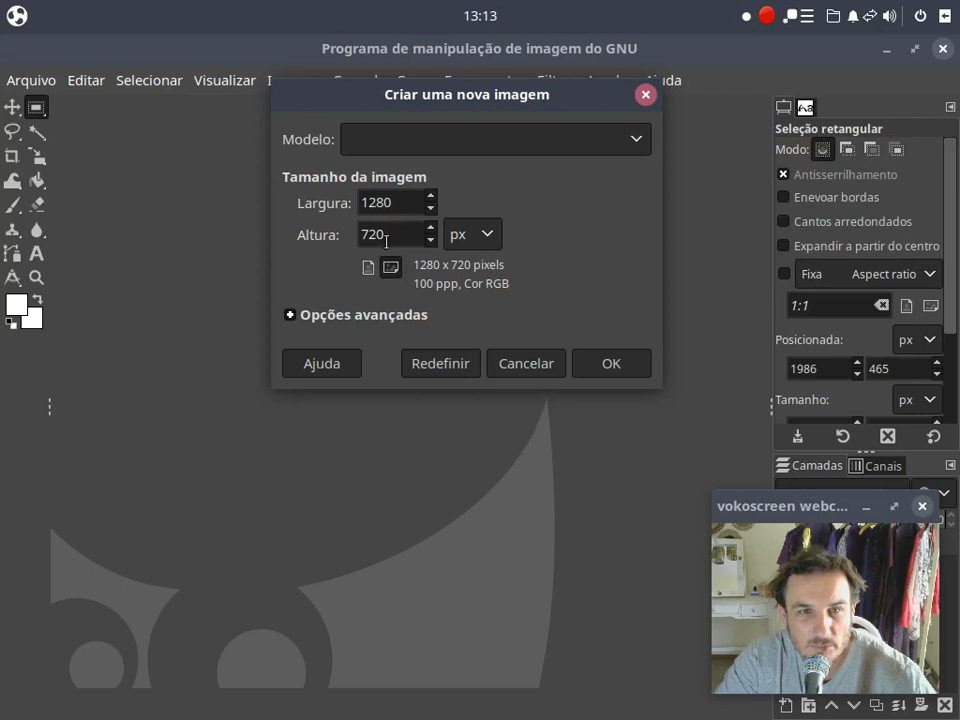 13:13
Programa de manipulação de imagem do GNU
Arquivo Editar Selecionar Visualizar
Criar uma nova imagem
Modelo:
Tamanho da imagem
Largura: 1280
Altura: 720 px
1280 x 720 pixels
100 ppp, Cor RGB
Opções avançadas
Ajuda Redefinir Cancelar OK
Seleção retangular
Modo:
Antisserrilhamento
Enevoar bordas
Cantos arredondados
Expandir a partir do centro
Fixa Aspect ratio
1:1
Posicionada: px
1986 465
Tamanho: px
Camadas Canais
vokoscreen webc...